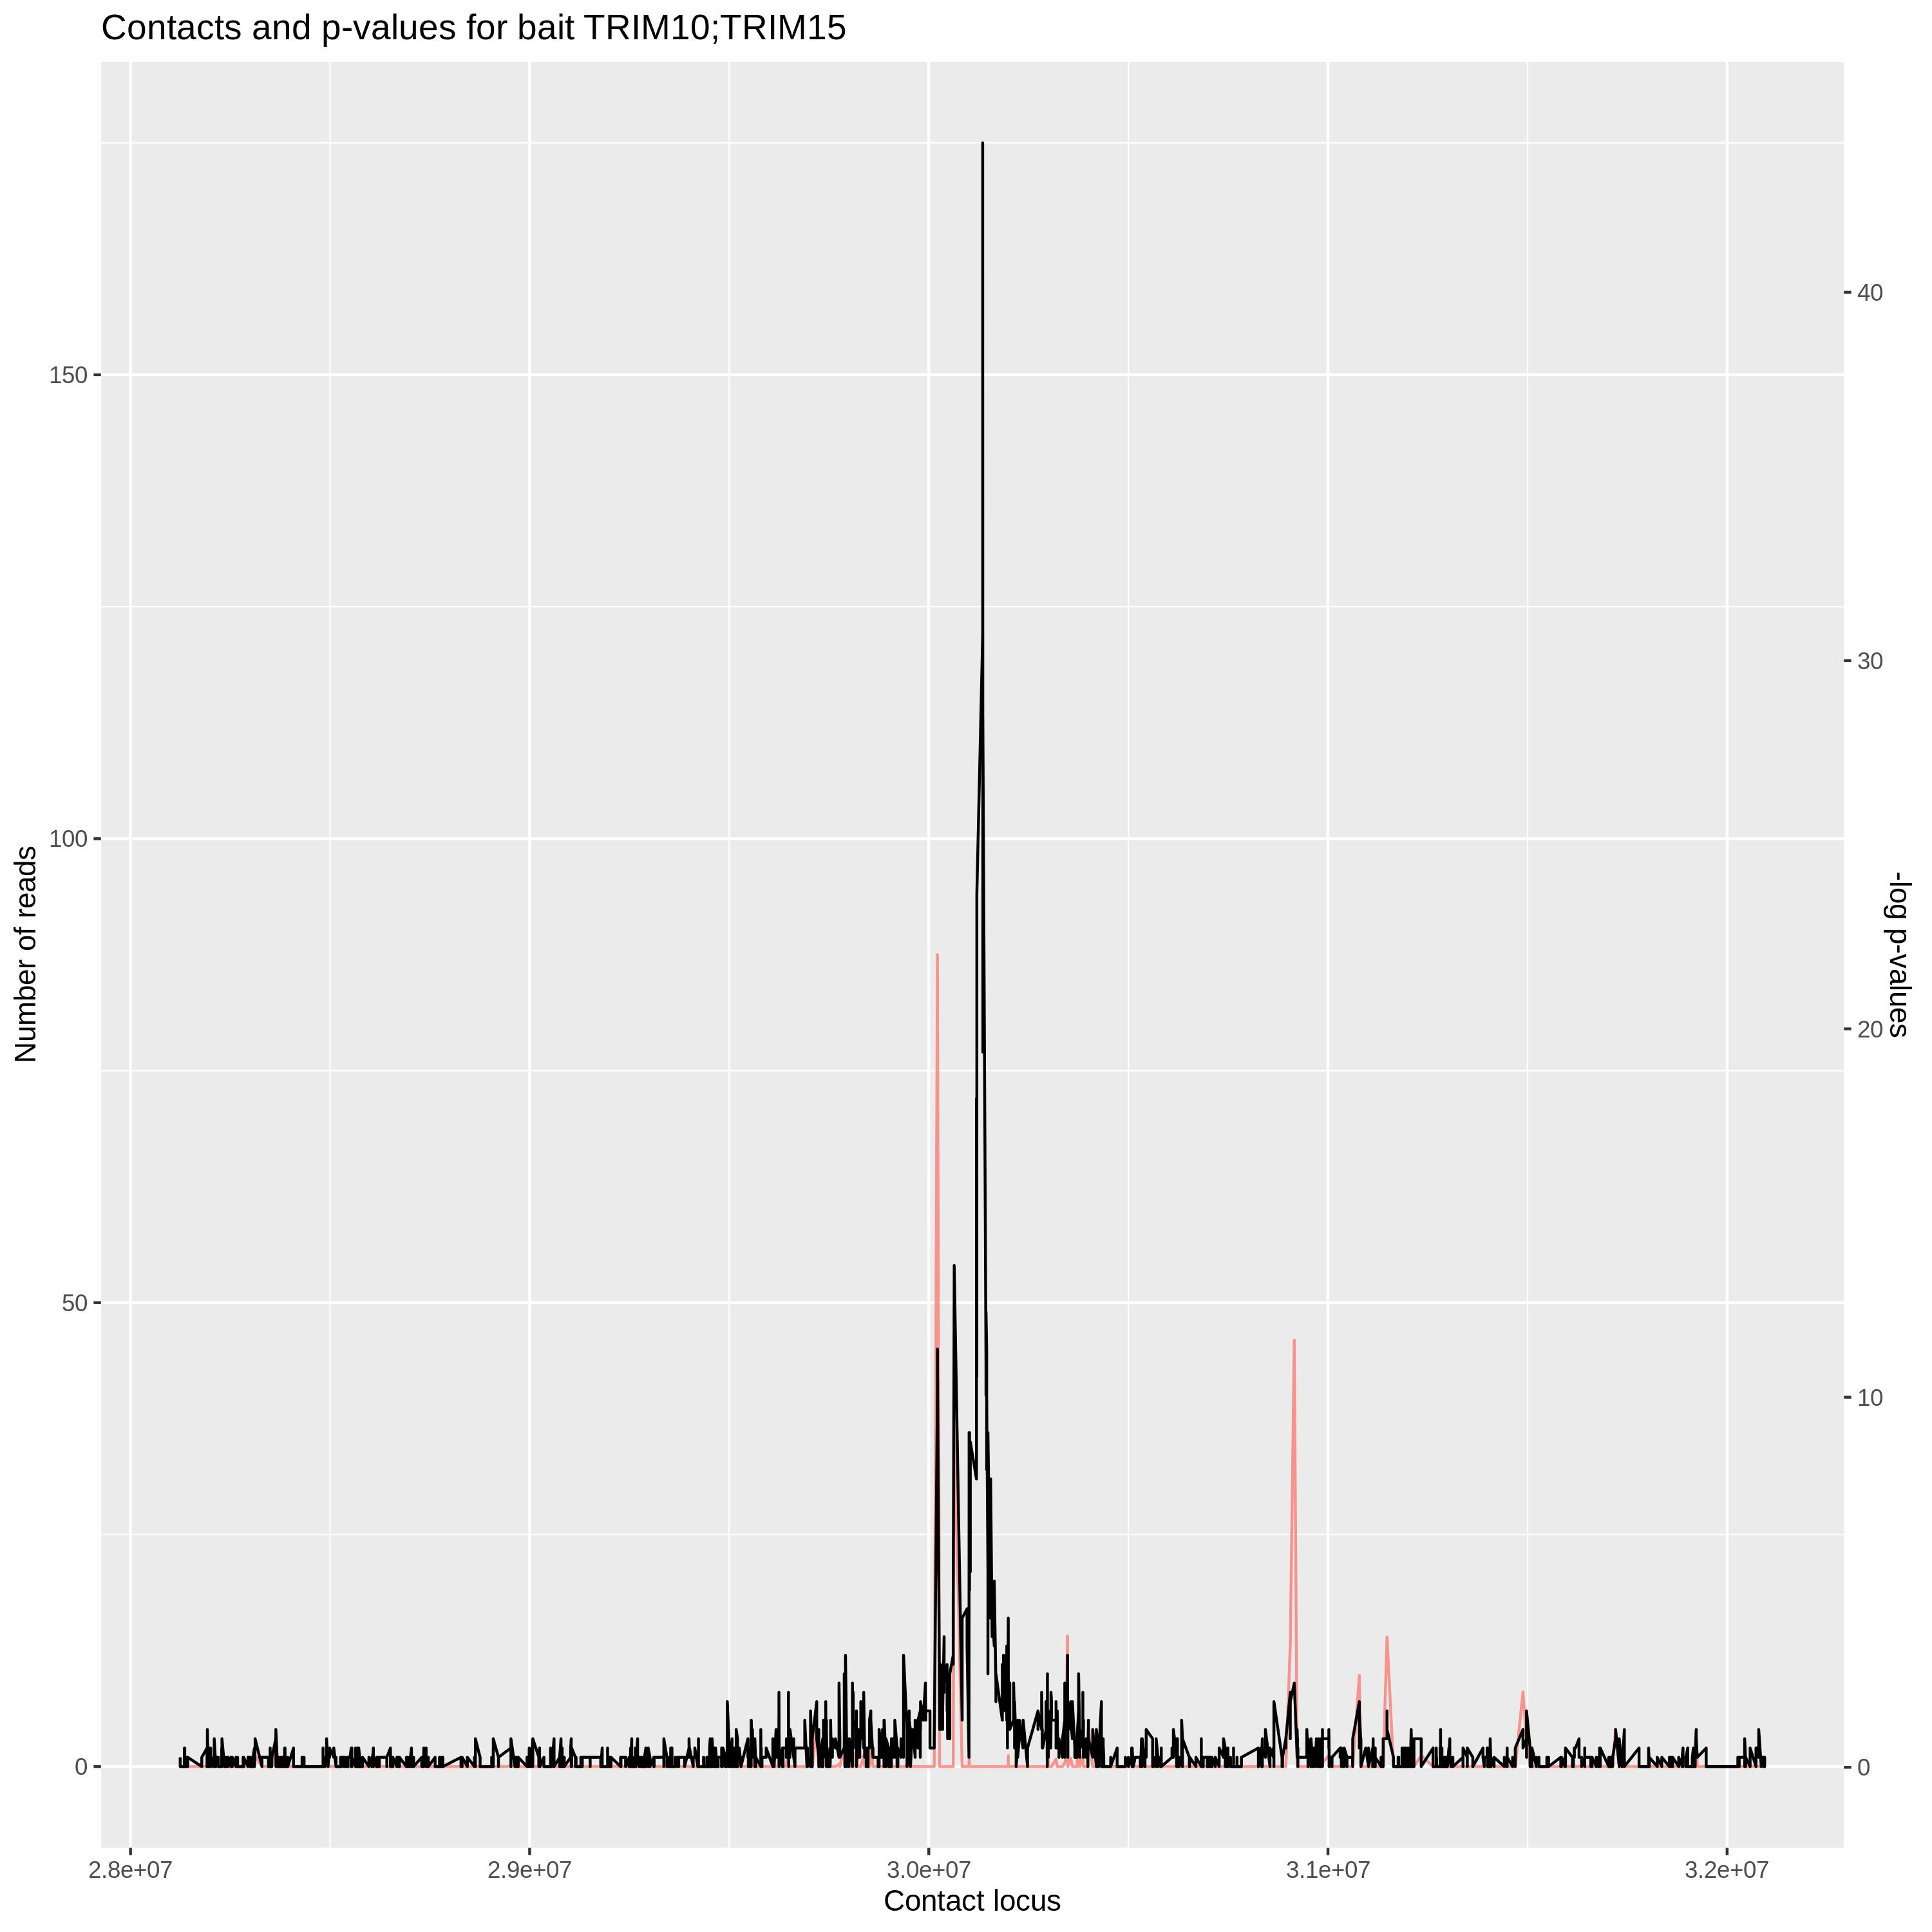 Contacts and p-values for bait TRIM10;TRIM15
150
100
50
0
40
30
20
10
0
Number of reads
-log p-values
2.8e+07 2.9e+07 3.0e+07 3.1e+07 3.2e+07
Contact locus